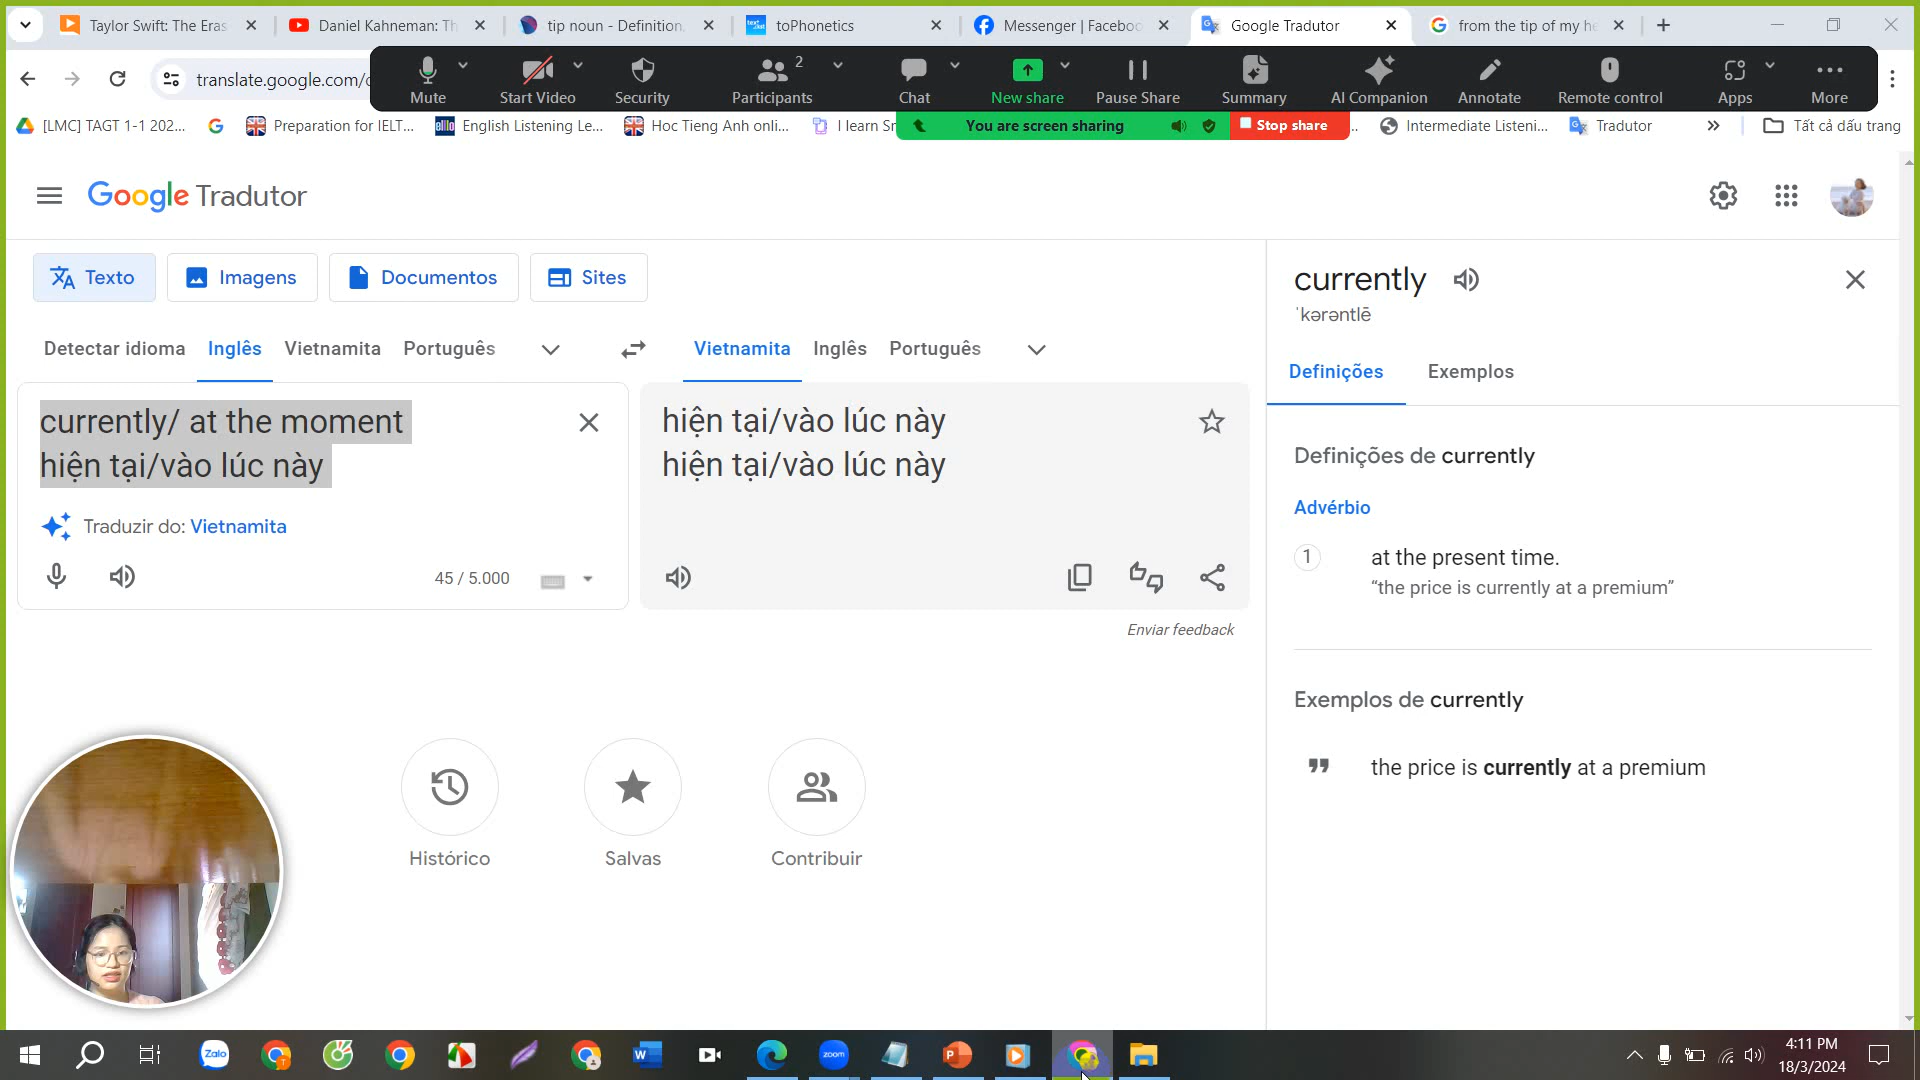 Taylor Swift: The Eras
Daniel Kahneman: Th
tip noun - Definition,
toPhonetics
Messenger | Faceboo
Google Tradutor
from the tip of my he
translate.google.com/
Mute
Start Video
Security
2
Participants
Chat
New share
Pause Share
Summary
AI Companion
Annotate
Remote control
Apps
More
[LMC] TAGT 1-1 202...
Preparation for IELT...
English Listening Le...
Hoc Tieng Anh onli...
I learn Sr
You are screen sharing
Stop share
Intermediate Listeni...
Tradutor
Tất cả dấu trang
Google Tradutor
Texto
Imagens
Documentos
Sites
Detectar idioma
Inglês
Vietnamita
Português
Vietnamita
Inglês
Português
currently/ at the moment
hiện tại/vào lúc này
Traduzir do: Vietnamita
45 / 5.000
hiện tại/vào lúc này
hiện tại/vào lúc này
Enviar feedback
Histórico
Salvas
Contribuir
currently
ˈkərəntlē
Definições
Exemplos
Definições de currently
Advérbio
1
at the present time.
“the price is currently at a premium”
Exemplos de currently
the price is currently at a premium
Zalo
zoom
4:11 PM
18/3/2024